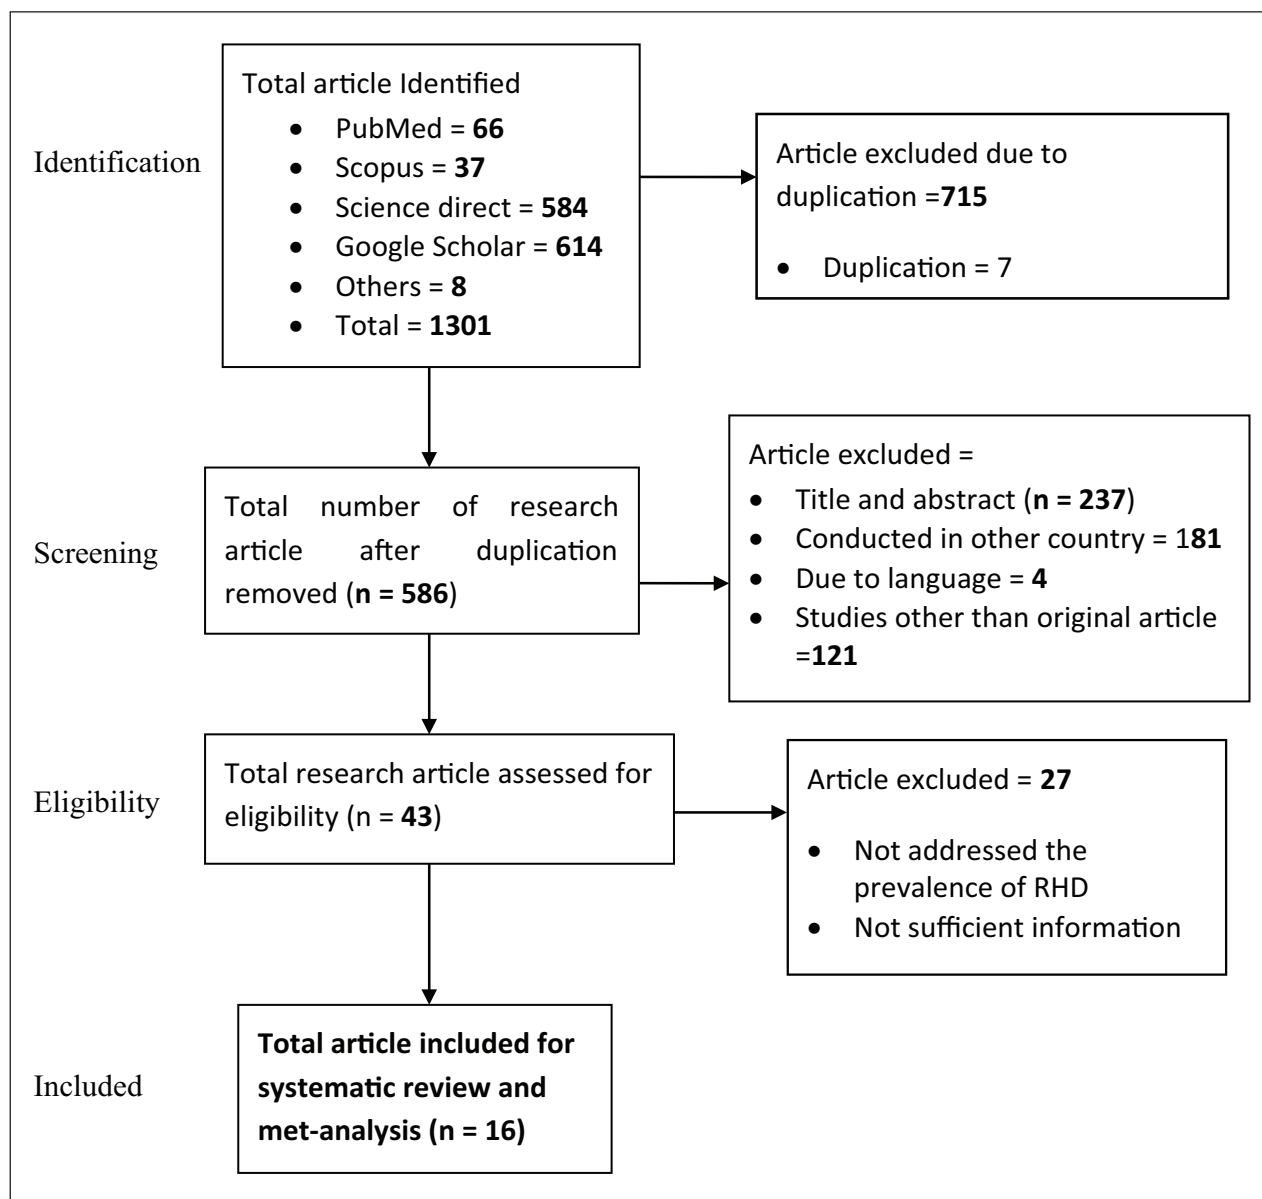 Identification
Total article Identified
• PubMed = 66
• Scopus = 37
• Science direct = 584
• Google Scholar = 614
• Others = 8
• Total = 1301
Article excluded due to
duplication =715
• Duplication = 7
Screening
Total number of research
article after duplication
removed (n = 586)
Article excluded =
• Title and abstract (n = 237)
• Conducted in other country = 181
• Due to language = 4
• Studies other than original article
=121
Eligibility
Total research article assessed for
eligibility (n = 43)
Article excluded = 27
• Not addressed the
prevalence of RHD
• Not sufficient information
Included
Total article included for
systematic review and
met-analysis (n = 16)